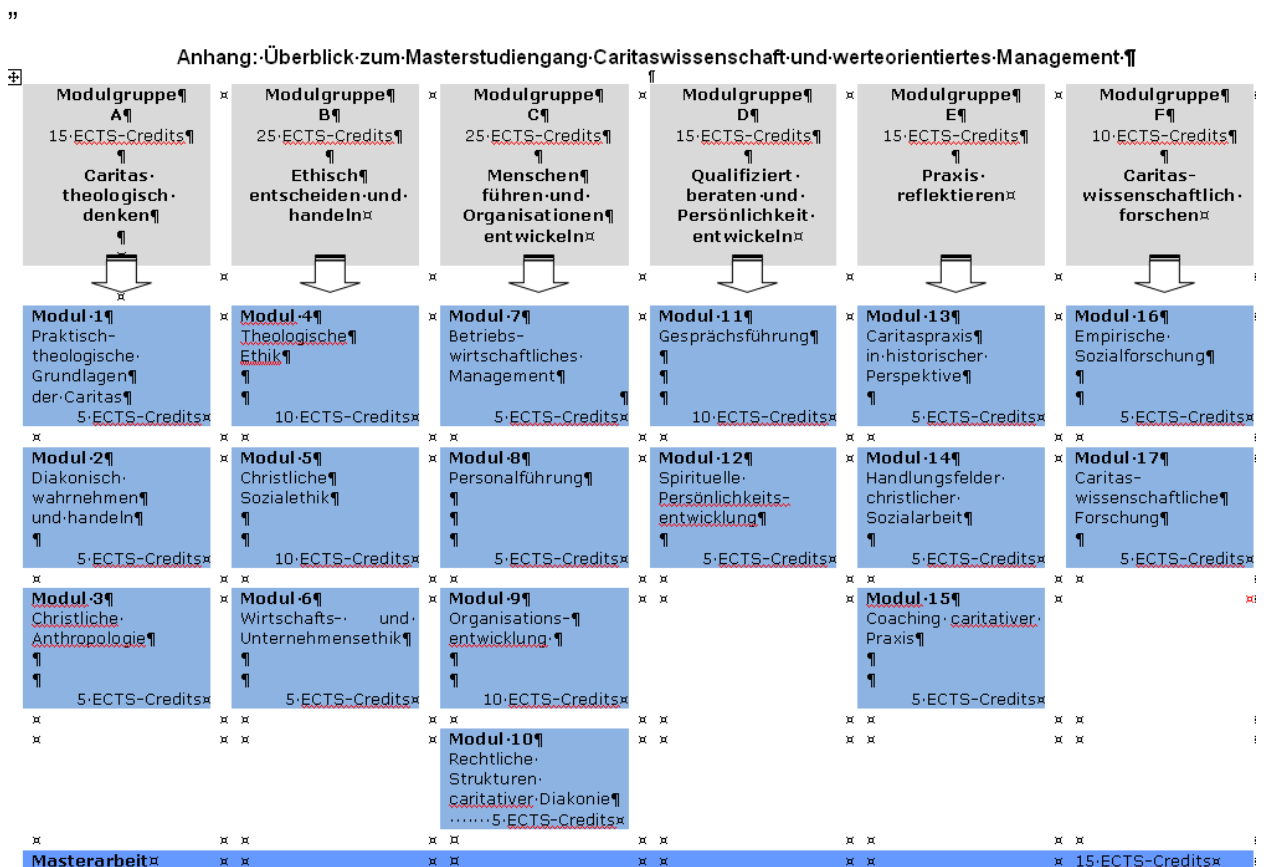 ”
Anhang:·Überblick·zum·Masterstudiengang·Caritaswissenschaft·und·werteorientiertes·Management·¶
¶
Modulgruppe¶
A¶
15·ECTS-Credits¶
¶
Caritas·
theologisch·
denken¶
¶
¤
Modulgruppe¶
B¶
25·ECTS-Credits¶
¶
Ethisch¶
entscheiden·und·
handeln¤
Modulgruppe¶
C¶
25·ECTS-Credits¶
¶
Menschen¶
führen·und·
Organisationen¶
entwickeln¤
Modulgruppe¶
D¶
15·ECTS-Credits¶
¶
Qualifiziert·
beraten·und·
Persönlichkeit·
entwickeln¤
Modulgruppe¶
E¶
15·ECTS-Credits¶
¶
Praxis·
reflektieren¤
Modulgruppe¶
F¶
10·ECTS-Credits¶
¶
Caritas-
wissenschaftlich·
forschen¤
Modul·1¶
Praktisch-
theologische·
Grundlagen¶
der·Caritas¶
5·ECTS-Credits¤
Modul·4¶
Theologische¶
Ethik¶
¶
¶
10·ECTS-Credits¤
Modul·7¶
Betriebs-
wirtschaftliches·
Management¶
¶
5·ECTS-Credits¤
Modul·11¶
Gesprächsführung¶
¶
¶
¶
10·ECTS-Credits¤
Modul·13¶
Caritaspraxis¶
in·historischer·
Perspektive¶
¶
5·ECTS-Credits¤
Modul·16¶
Empirische·
Sozialforschung¶
¶
¶
5·ECTS-Credits¤
Modul·2¶
Diakonisch·
wahrnehmen¶
und·handeln¶
¶
5·ECTS-Credits¤
Modul·5¶
Christliche¶
Sozialethik¶
¶
¶
10·ECTS-Credits¤
Modul·8¶
Personalführung¶
¶
¶
¶
5·ECTS-Credits¤
Modul·12¶
Spirituelle·
Persönlichkeits-
entwicklung¶
¶
5·ECTS-Credits¤
Modul·14¶
Handlungsfelder·
christlicher·
Sozialarbeit¶
¶
5·ECTS-Credits¤
Modul·17¶
Caritas-
wissenschaftliche¶
Forschung¶
¶
5·ECTS-Credits¤
Modul·3¶
Christliche·
Anthropologie¶
¶
¶
5·ECTS-Credits¤
Modul·6¶
Wirtschafts-· und·
Unternehmensethik¶
¶
¶
5·ECTS-Credits¤
Modul·9¶
Organisations-¶
entwicklung·¶
¶
¶
10·ECTS-Credits¤
Modul·15¶
Coaching·caritativer·
Praxis¶
¶
¶
5·ECTS-Credits¤
Modul·10¶
Rechtliche·
Strukturen·
caritativer·Diakonie¶
·······5·ECTS-Credits¤
Masterarbeit¤ 15·ECTS-Credits¤